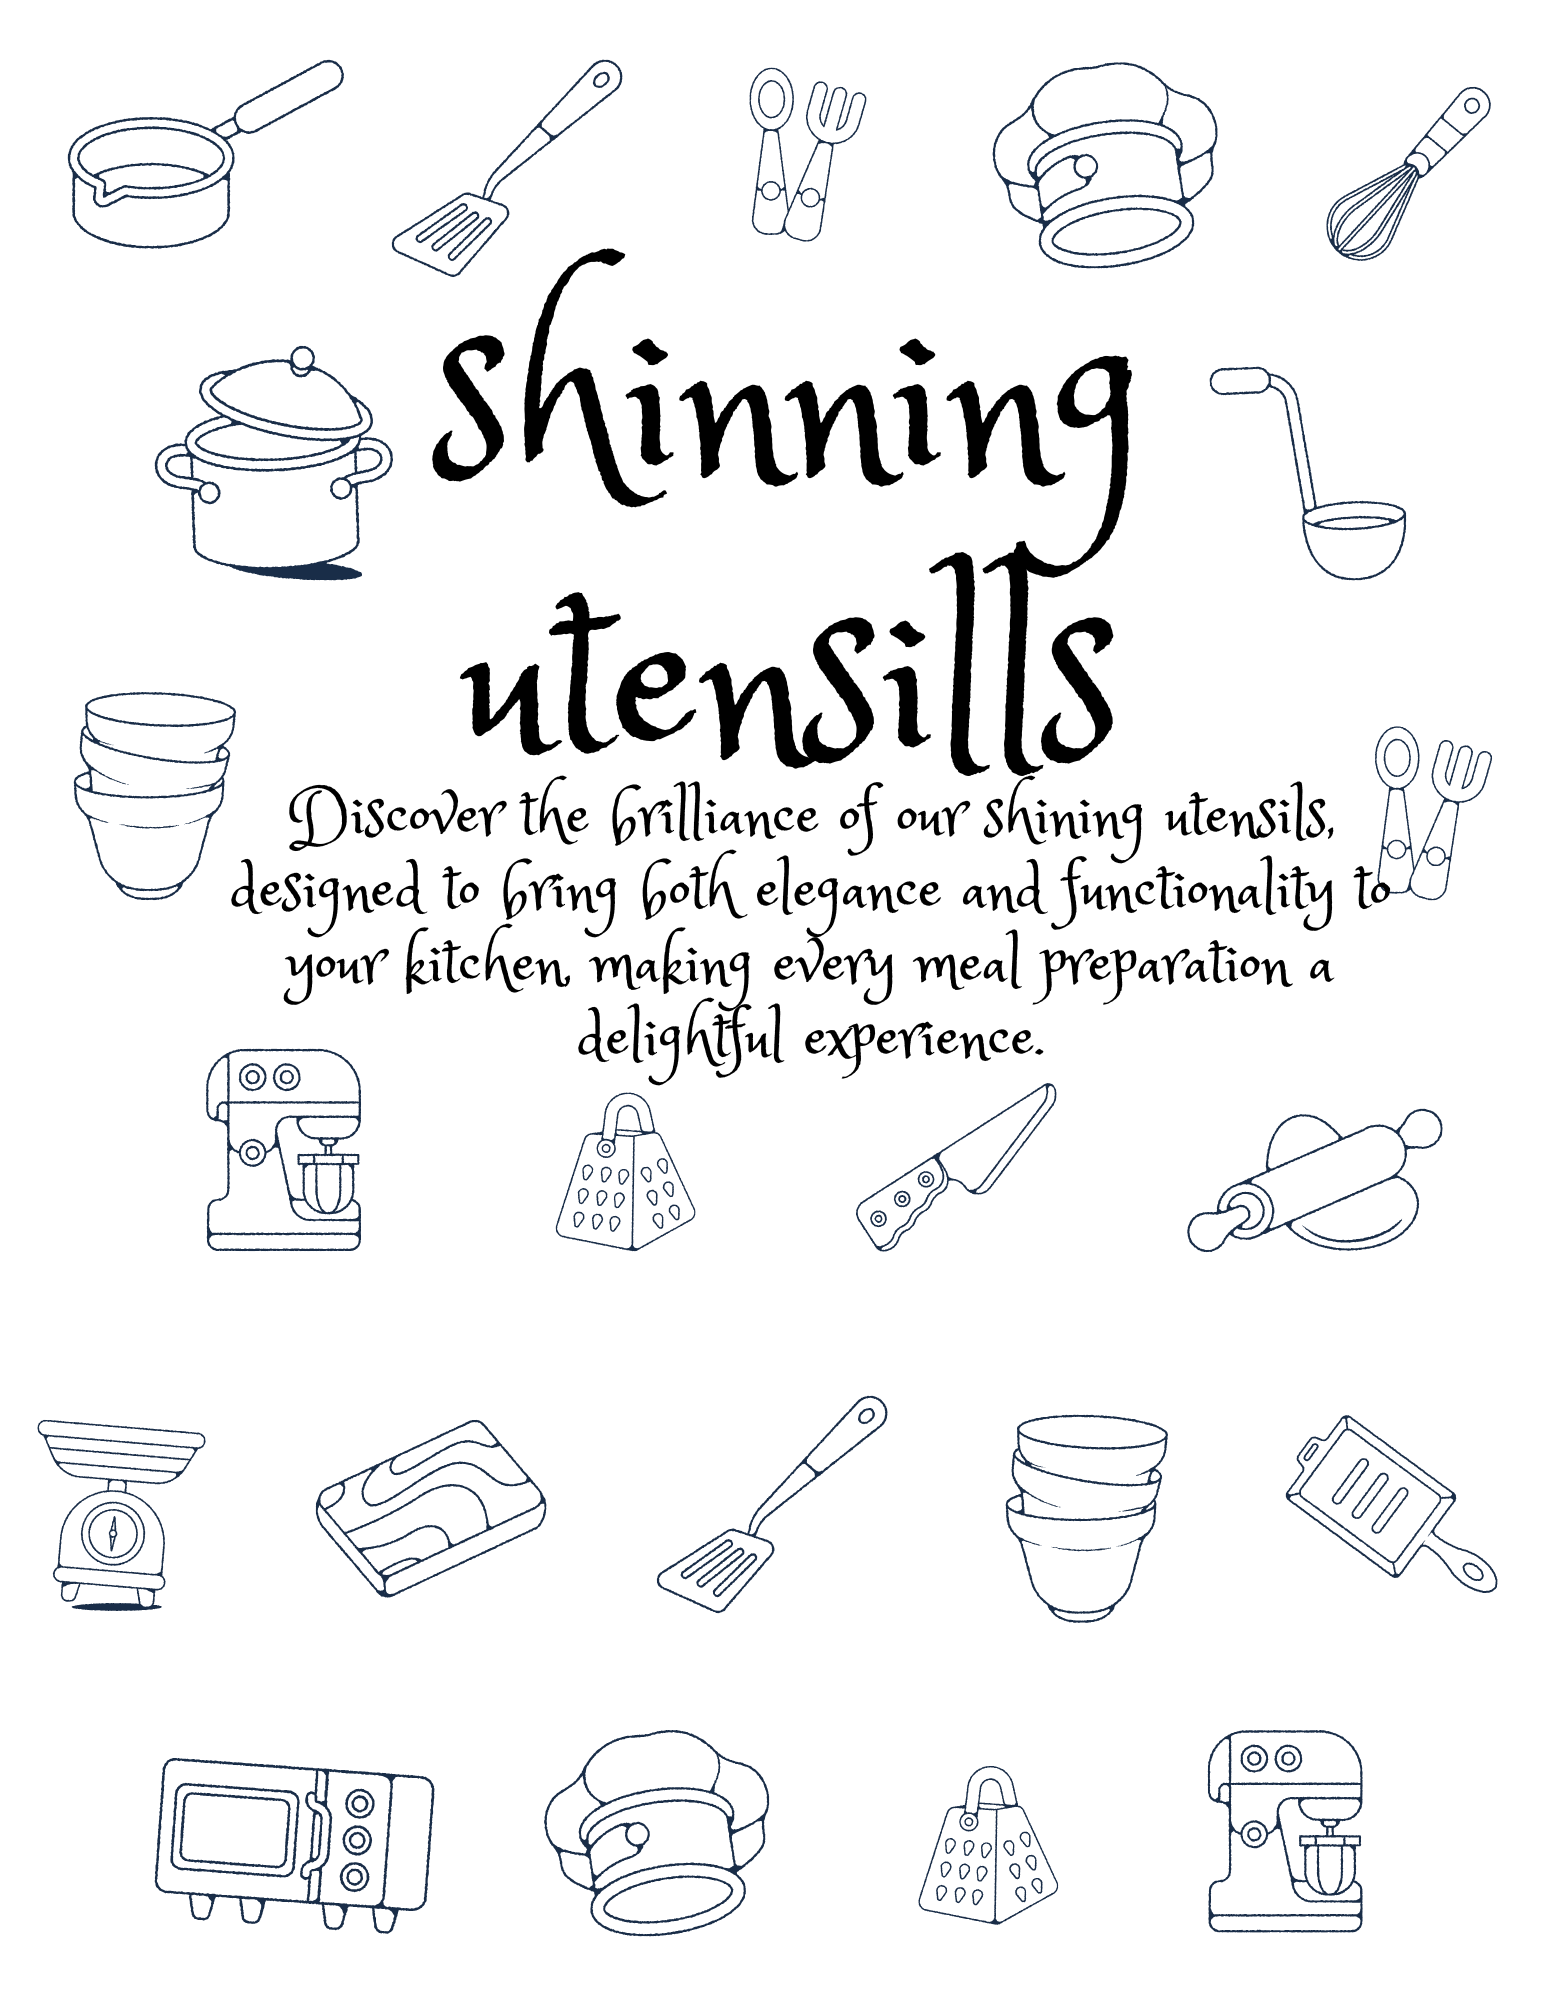 shinning
utensills
Discover the brilliance of our shining utensils,
designed to bring both elegance and functionality to
your kitchen, making every meal preparation a
delightful experience.